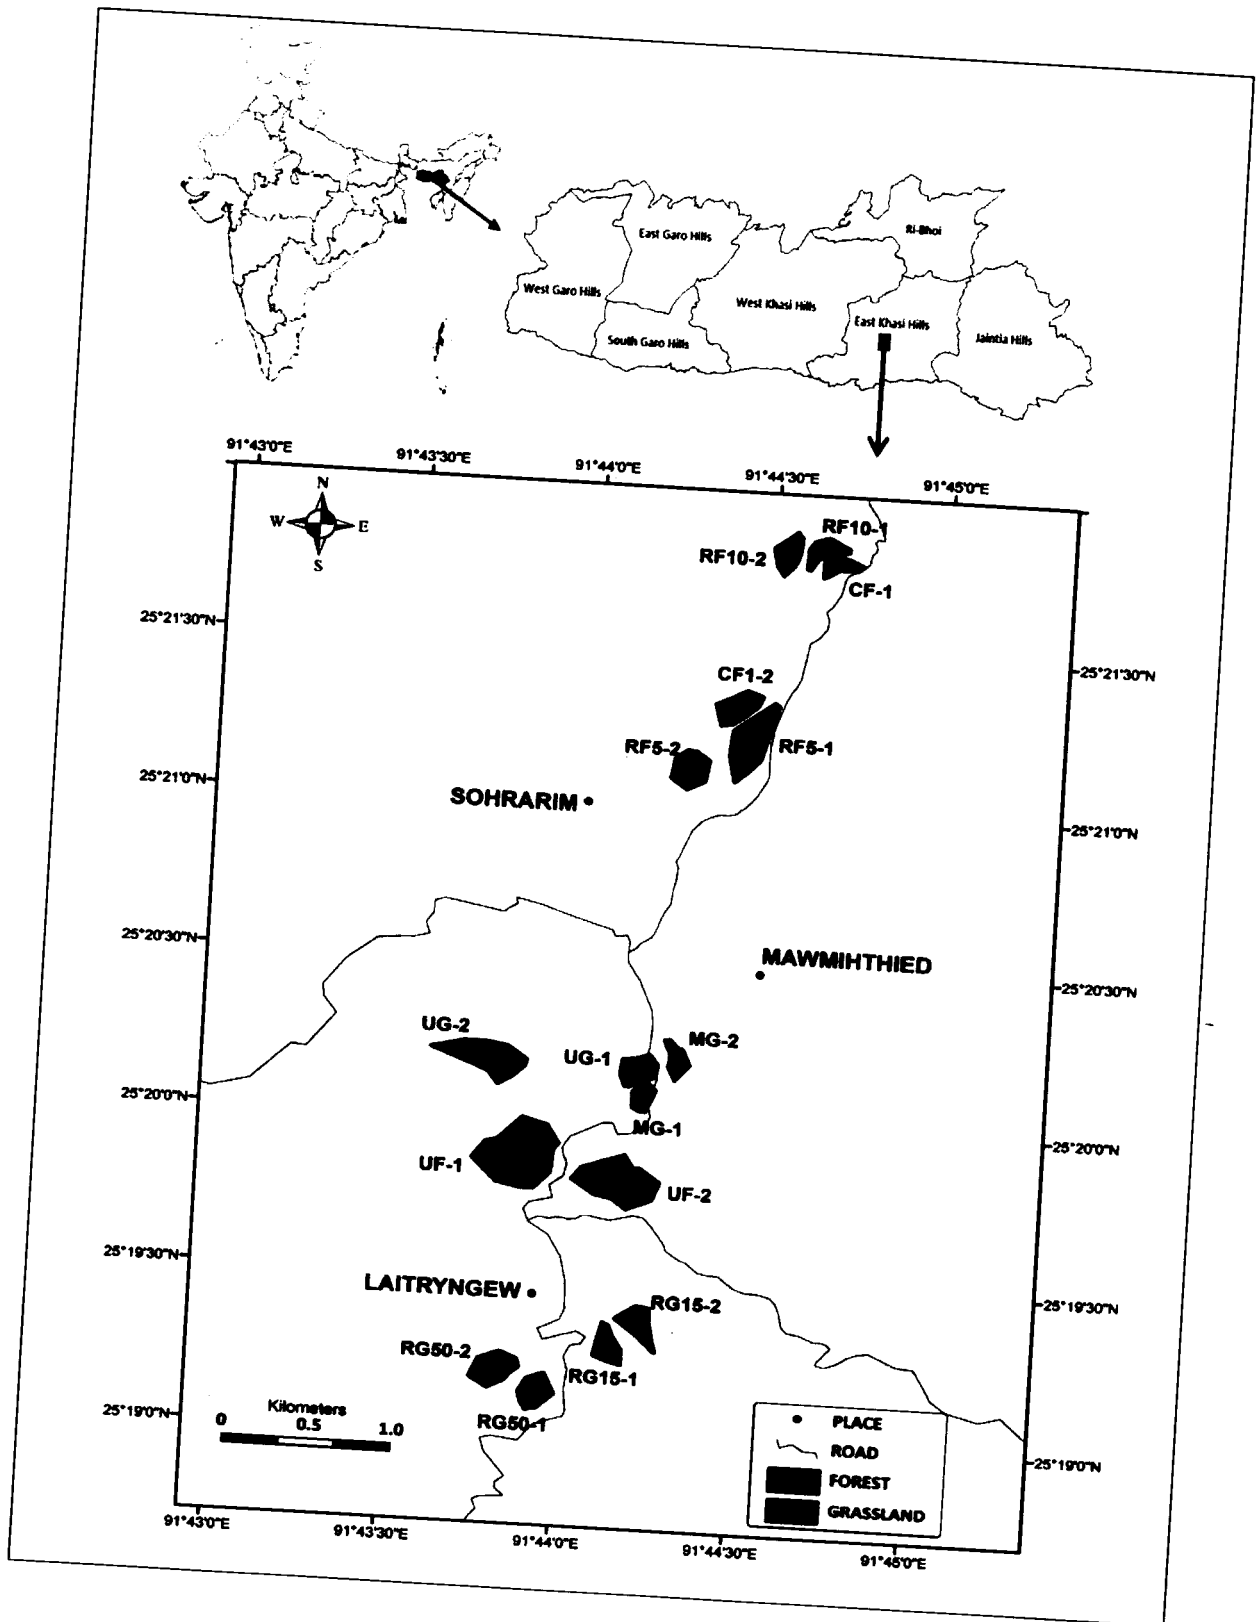 East Garo Hills
Ri-Bhoi
West Garo Hills
West Khasi Hills
East Khasi Hills
South Garo Hills
Jaintia Hills
91°43'0"E
91°43'30"E
91°44'0"E
91°44'30"E
91°45'0"E
N
W E
S
RF10-1
RF10-2
CF-1
25°21'30"N
25°21'30"N
CF1-2
RF5-2
RF5-1
25°21'0"N
SOHRARIM
25°21'0"N
25°20'30"N
MAWMIHTHIED
25°20'30"N
UG-2
UG-1
MG-2
25°20'0"N
MG-1
25°20'0"N
UF-1
UF-2
25°19'30"N
LAITRYNGEW
RG15-2
25°19'30"N
RG50-2
RG15-1
25°19'0"N
RG50-1
Kilometers
0 0.5 1.0
PLACE
ROAD
FOREST
GRASSLAND
25°19'0"N
91°43'0"E
91°43'30"E
91°44'0"E
91°44'30"E
91°45'0"E